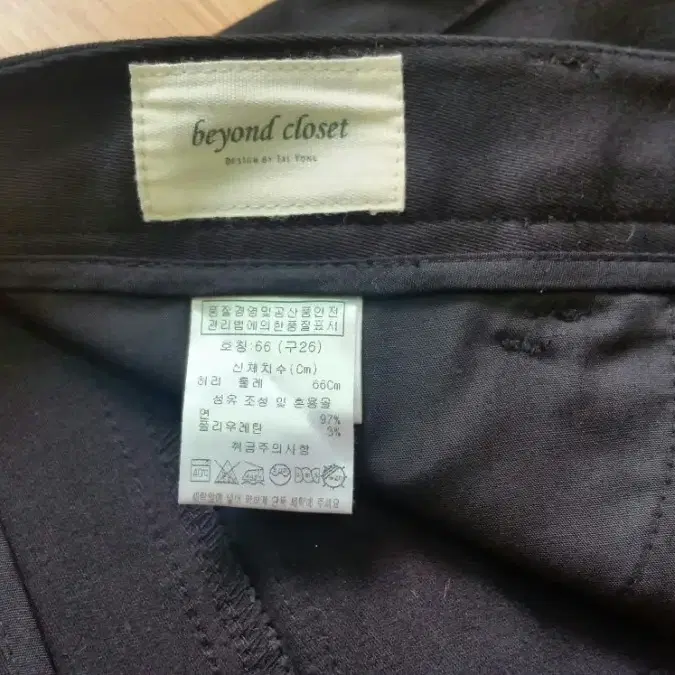 beyond closet
DESIGN BY TAE YONG
품질경영및공산품안전
관리법에의한품질표시
호칭:66 (구26)
신체치수(Cm)
허리 둘레 66Cm
섬유 조성 및 혼용율
면 97%
폴리우레탄 3%
취급주의사항
40℃